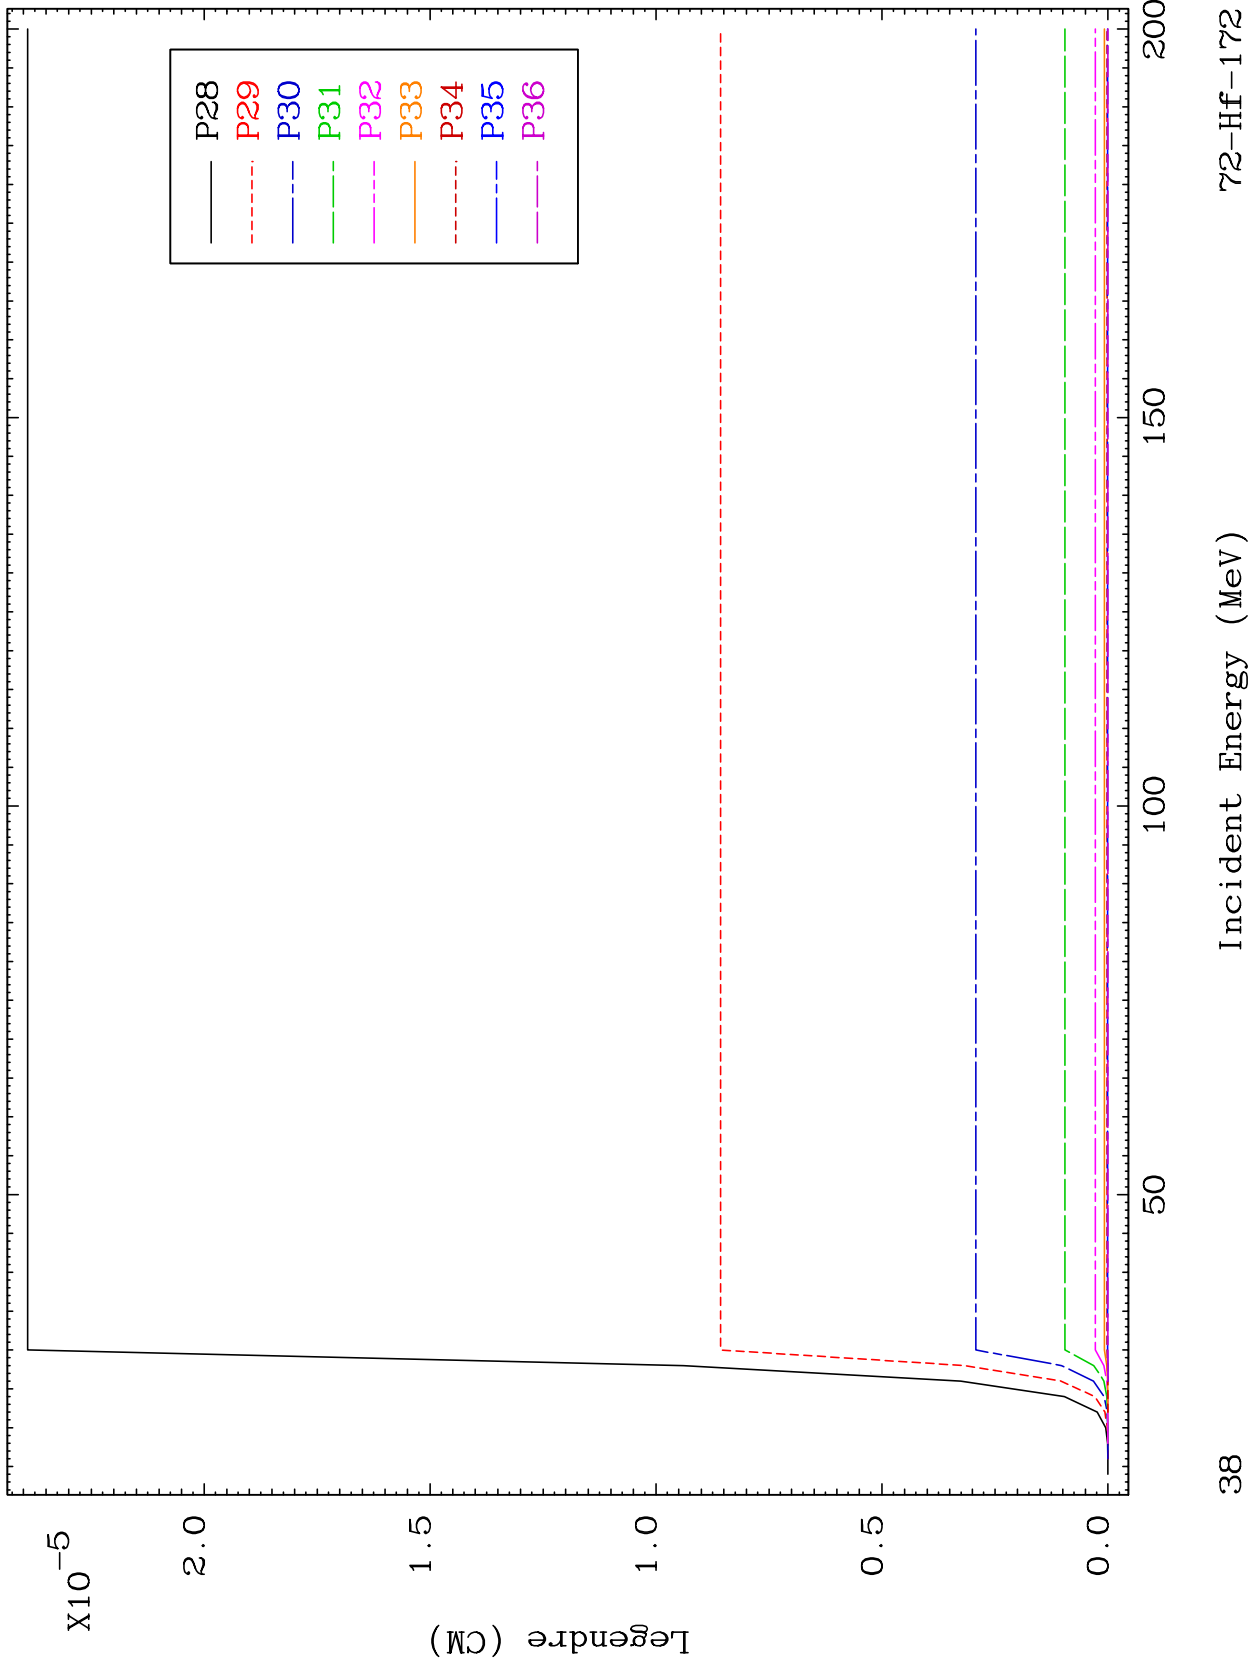 X10-5
2.0
1.5
1.0
0.5
0.0
Legendre (CM)
P28
P29
P30
P31
P32
P33
P34
P35
P36
50
100
150
200
Incident Energy (MeV)
38
72-Hf-172